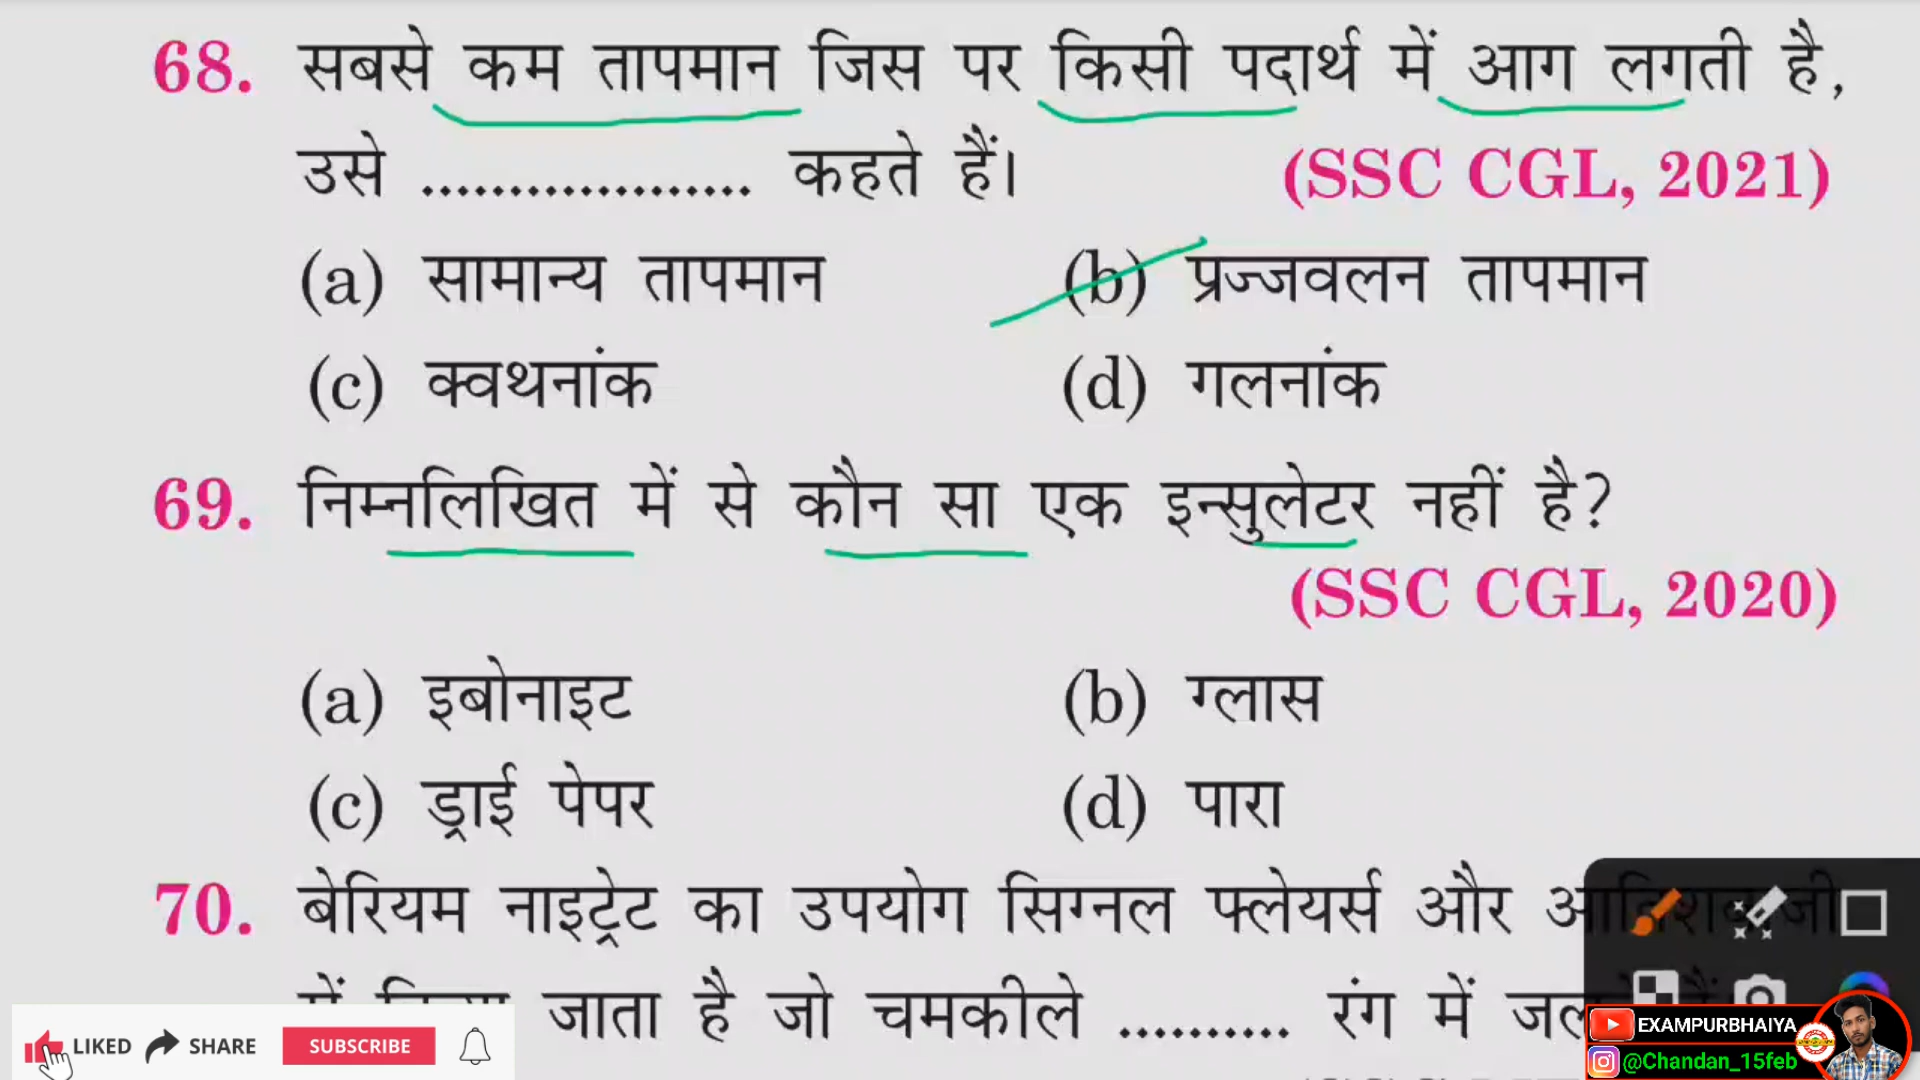 68. सबसे कम तापमान जिस पर किसी पदार्थ में आग लगती है,
उसे ................... कहते हैं। (SSC CGL, 2021)
(a) सामान्य तापमान (b) प्रज्जवलन तापमान
(c) क्वथनांक (d) गलनांक
69. निम्नलिखित में से कौन सा एक इन्सुलेटर नहीं है?
(SSC CGL, 2020)
(a) इबोनाइट (b) ग्लास
(c) ड्राई पेपर (d) पारा
70. बेरियम नाइट्रेट का उपयोग सिग्नल फ्लेयर्स और
जाता है जो चमकीले .......... रंग में
LIKED SHARE SUBSCRIBE
EXAMPURBHAIYA
@Chandan_15feb